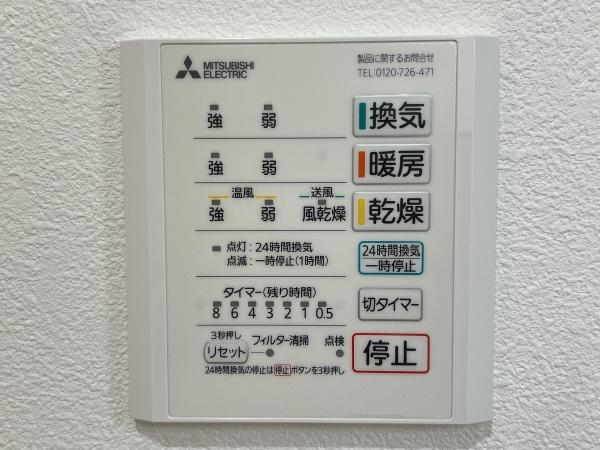 MITSUBISHI
ELECTRIC
製品に関するお問合せ
TEL:0120-726-471
強 弱 換気
強 弱 暖房
温風 送風
強 弱 風乾燥 乾燥
点灯：24時間換気
点滅：一時停止(1時間)
24時間換気
一時停止
タイマー(残り時間)
8 6 4 3 2 1 0.5
切タイマー
3秒押し
リセット フィルター清掃 点検
停止
24時間換気の停止は停止ボタンを3秒押し